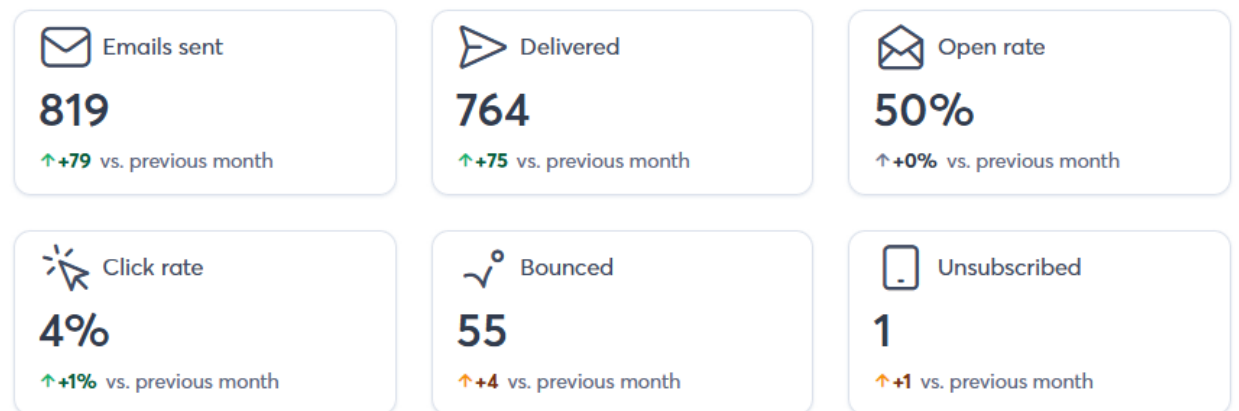 Emails sent
819
↑+79 vs. previous month
Delivered
764
↑+75 vs. previous month
Open rate
50%
↑+0% vs. previous month
Click rate
4%
↑+1% vs. previous month
Bounced
55
↑+4 vs. previous month
Unsubscribed
1
↑+1 vs. previous month